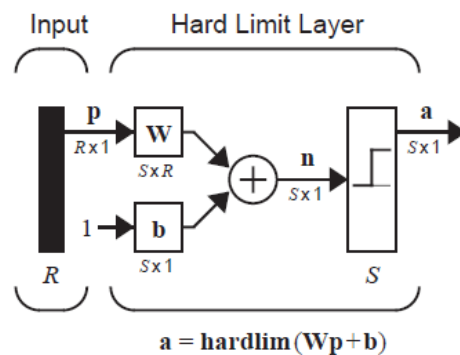 Input Hard Limit Layer
p W n a
R x 1 S x R S x 1 S x 1
1 b
S x 1
R S
a = hardlim(Wp+b)